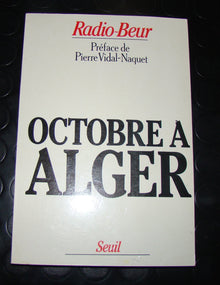 Radio-Beur
Préface de
Pierre Vidal-Naquet
OCTOBRE A
ALGER
Seuil